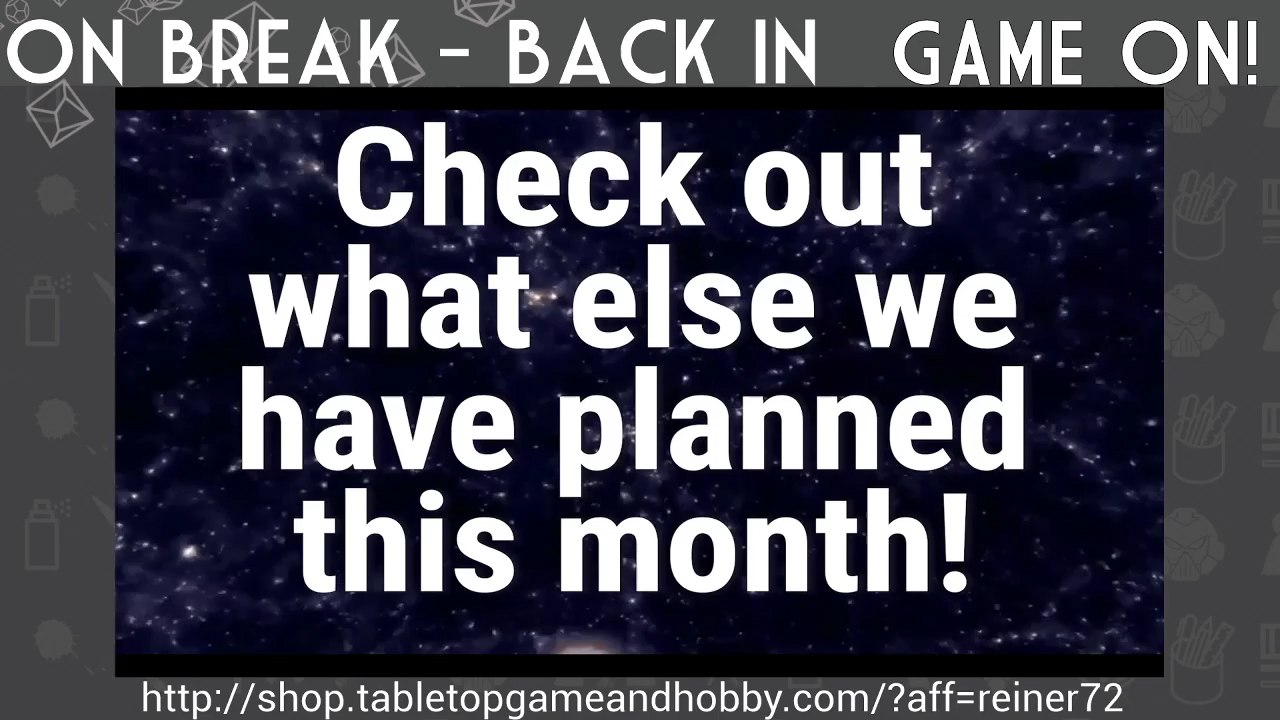 ON BREAK - BACK IN GAME ON!
Check out
what else we
have planned
this month!
http://shop.tabletopgameandhobby.com/?aff=reiner72